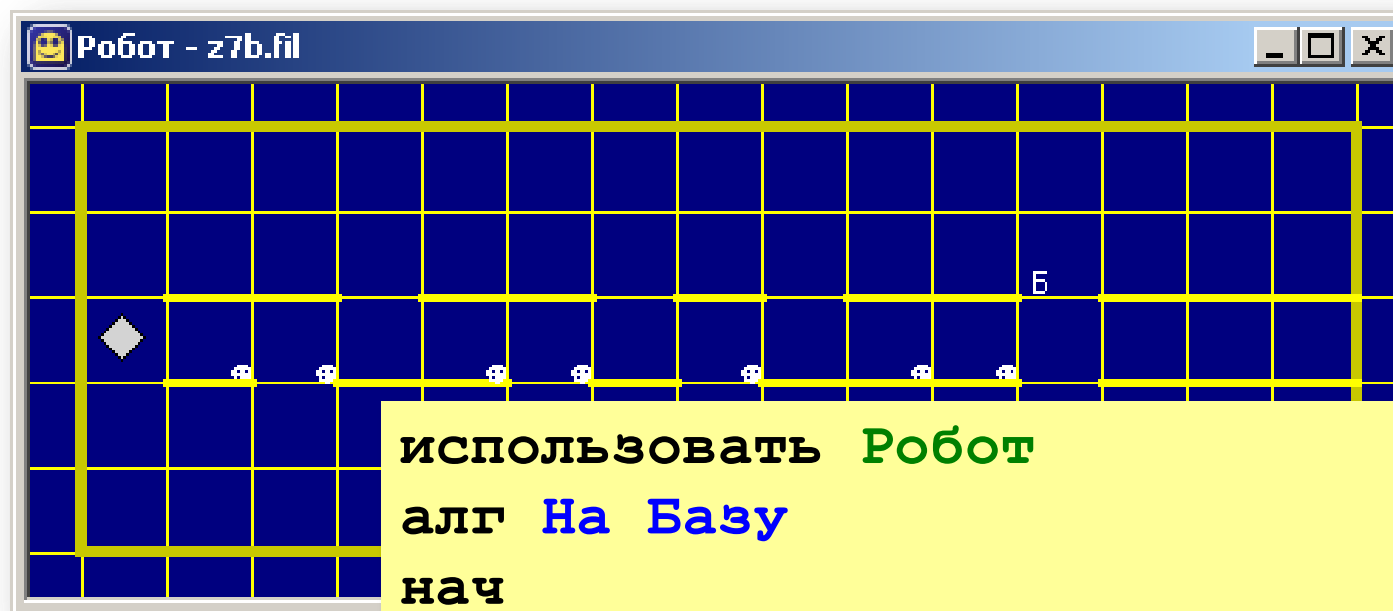 Робот - z7b.fil
Б
использовать Робот
алг На Базу
нач